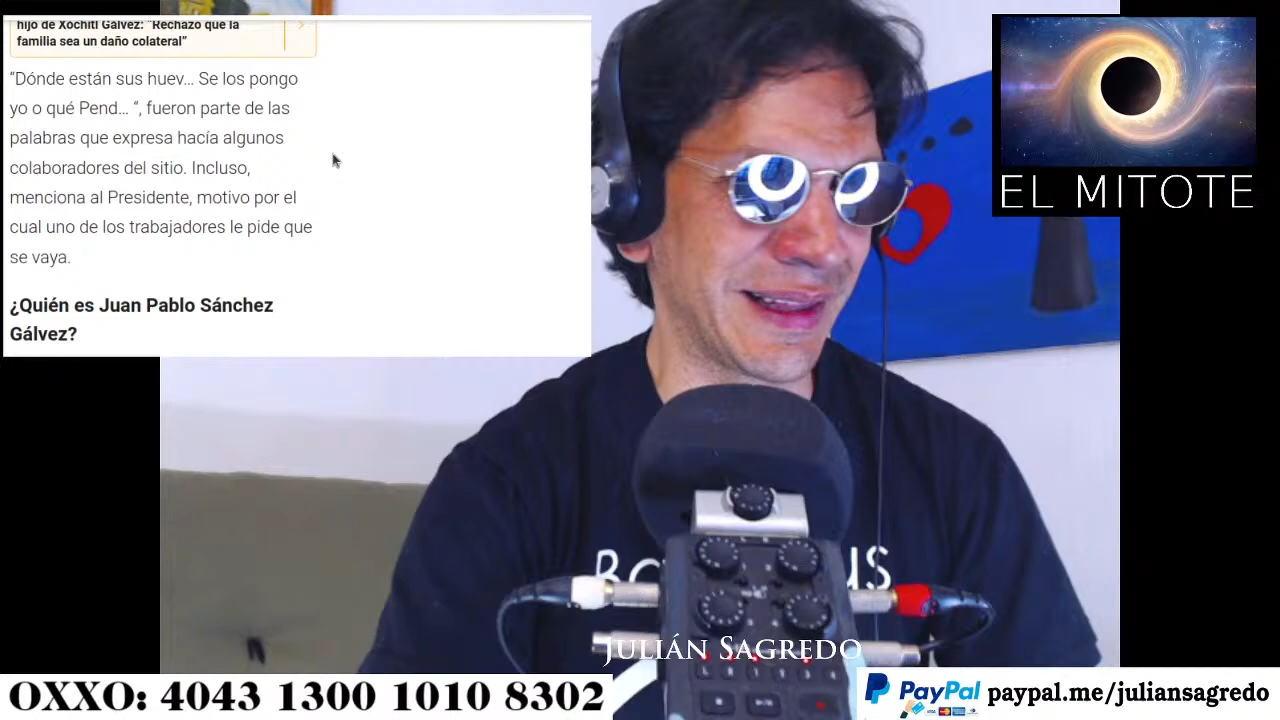 hijo de Xóchitl Gálvez: "Rechazo que la
familia sea un daño colateral"
“Dónde están sus huev... Se los pongo
yo o qué Pend... “, fueron parte de las
palabras que expresa hacía algunos
colaboradores del sitio. Incluso,
menciona al Presidente, motivo por el
cual uno de los trabajadores le pide que
se vaya.
¿Quién es Juan Pablo Sánchez
Gálvez?
EL MITOTE
JULIÁN SAGREDO
OXXO: 4043 1300 1010 8302
PayPal paypal.me/juliansagredo